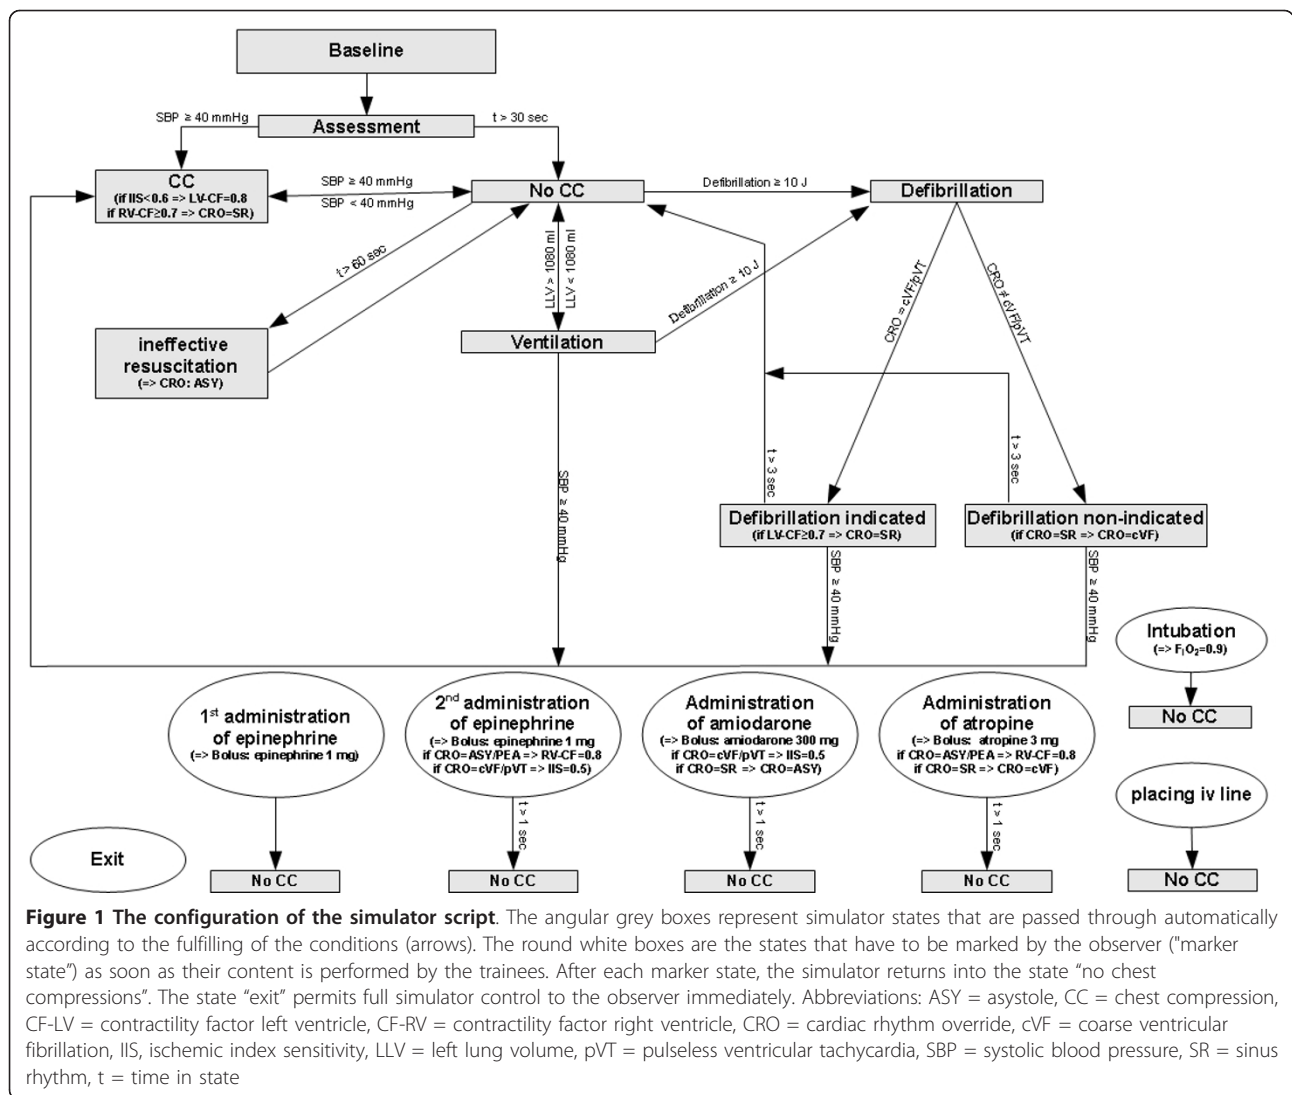 Baseline
SBP ≥ 40 mmHg
Assessment
t > 30 sec
CC
(if IIS<0.6 => LV-CF=0.8
if RV-CF≥0.7 => CRO=SR)
SBP ≥ 40 mmHg
SBP < 40 mmHg
No CC
Defibrillation ≥ 10 J
Defibrillation
t > 60 sec
LLV > 1080 ml
LLV < 1080 ml
Defibrillation ≥ 10 J
CRO = cVF/pVT
CRO ≠ cVF/pVT
ineffective
resuscitation
(=> CRO: ASY)
Ventilation
SBP ≥ 40 mmHg
t > 3 sec
t > 3 sec
Defibrillation indicated
(if LV-CF≥0.7 => CRO=SR)
Defibrillation non-indicated
(if CRO=SR => CRO=cVF)
SBP ≥ 40 mmHg
SBP ≥ 40 mmHg
Intubation
(=> FIO2=0.9)
No CC
1st administration
of epinephrine
(=> Bolus: epinephrine 1 mg)
2nd administration
of epinephrine
(=> Bolus: epinephrine 1 mg
if CRO=ASY/PEA => RV-CF=0.8
if CRO=cVF/pVT => IIS=0.5)
Administration
of amiodarone
(=> Bolus: amiodarone 300 mg
if CRO=cVF/pVT => IIS=0.5
if CRO=SR => CRO=ASY)
Administration
of atropine
(=> Bolus: atropine 3 mg
if CRO=ASY/PEA => RV-CF=0.8
if CRO=SR => CRO=cVF)
placing iv line
No CC
t > 1 sec
t > 1 sec
t > 1 sec
Exit
No CC
No CC
No CC
No CC
Figure 1 The configuration of the simulator script. The angular grey boxes represent simulator states that are passed through automatically
according to the fulfilling of the conditions (arrows). The round white boxes are the states that have to be marked by the observer ("marker
state") as soon as their content is performed by the trainees. After each marker state, the simulator returns into the state "no chest
compressions". The state "exit" permits full simulator control to the observer immediately. Abbreviations: ASY = asystole, CC = chest compression,
CF-LV = contractility factor left ventricle, CF-RV = contractility factor right ventricle, CRO = cardiac rhythm override, cVF = coarse ventricular
fibrillation, IIS, ischemic index sensitivity, LLV = left lung volume, pVT = pulseless ventricular tachycardia, SBP = systolic blood pressure, SR = sinus
rhythm, t = time in state